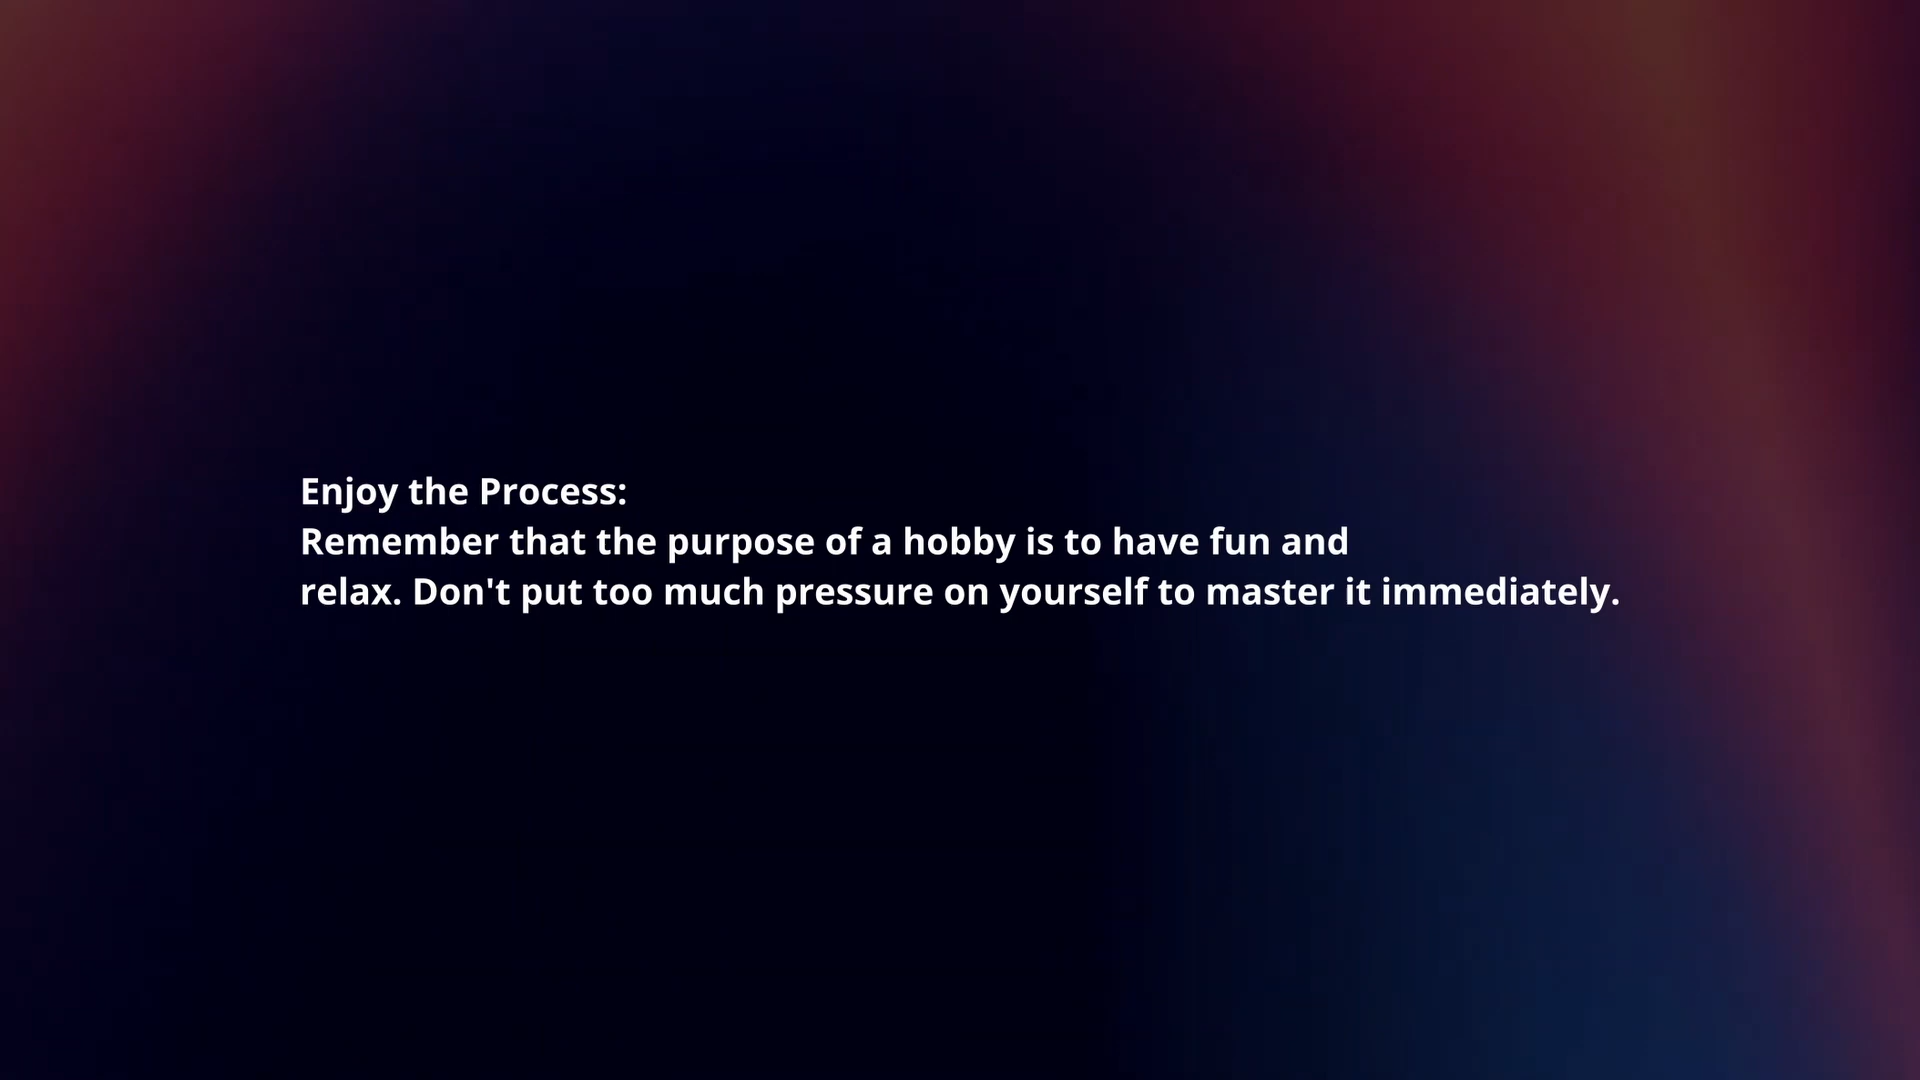 Enjoy the Process:
Remember that the purpose of a hobby is to have fun and
relax. Don't put too much pressure on yourself to master it immediately.